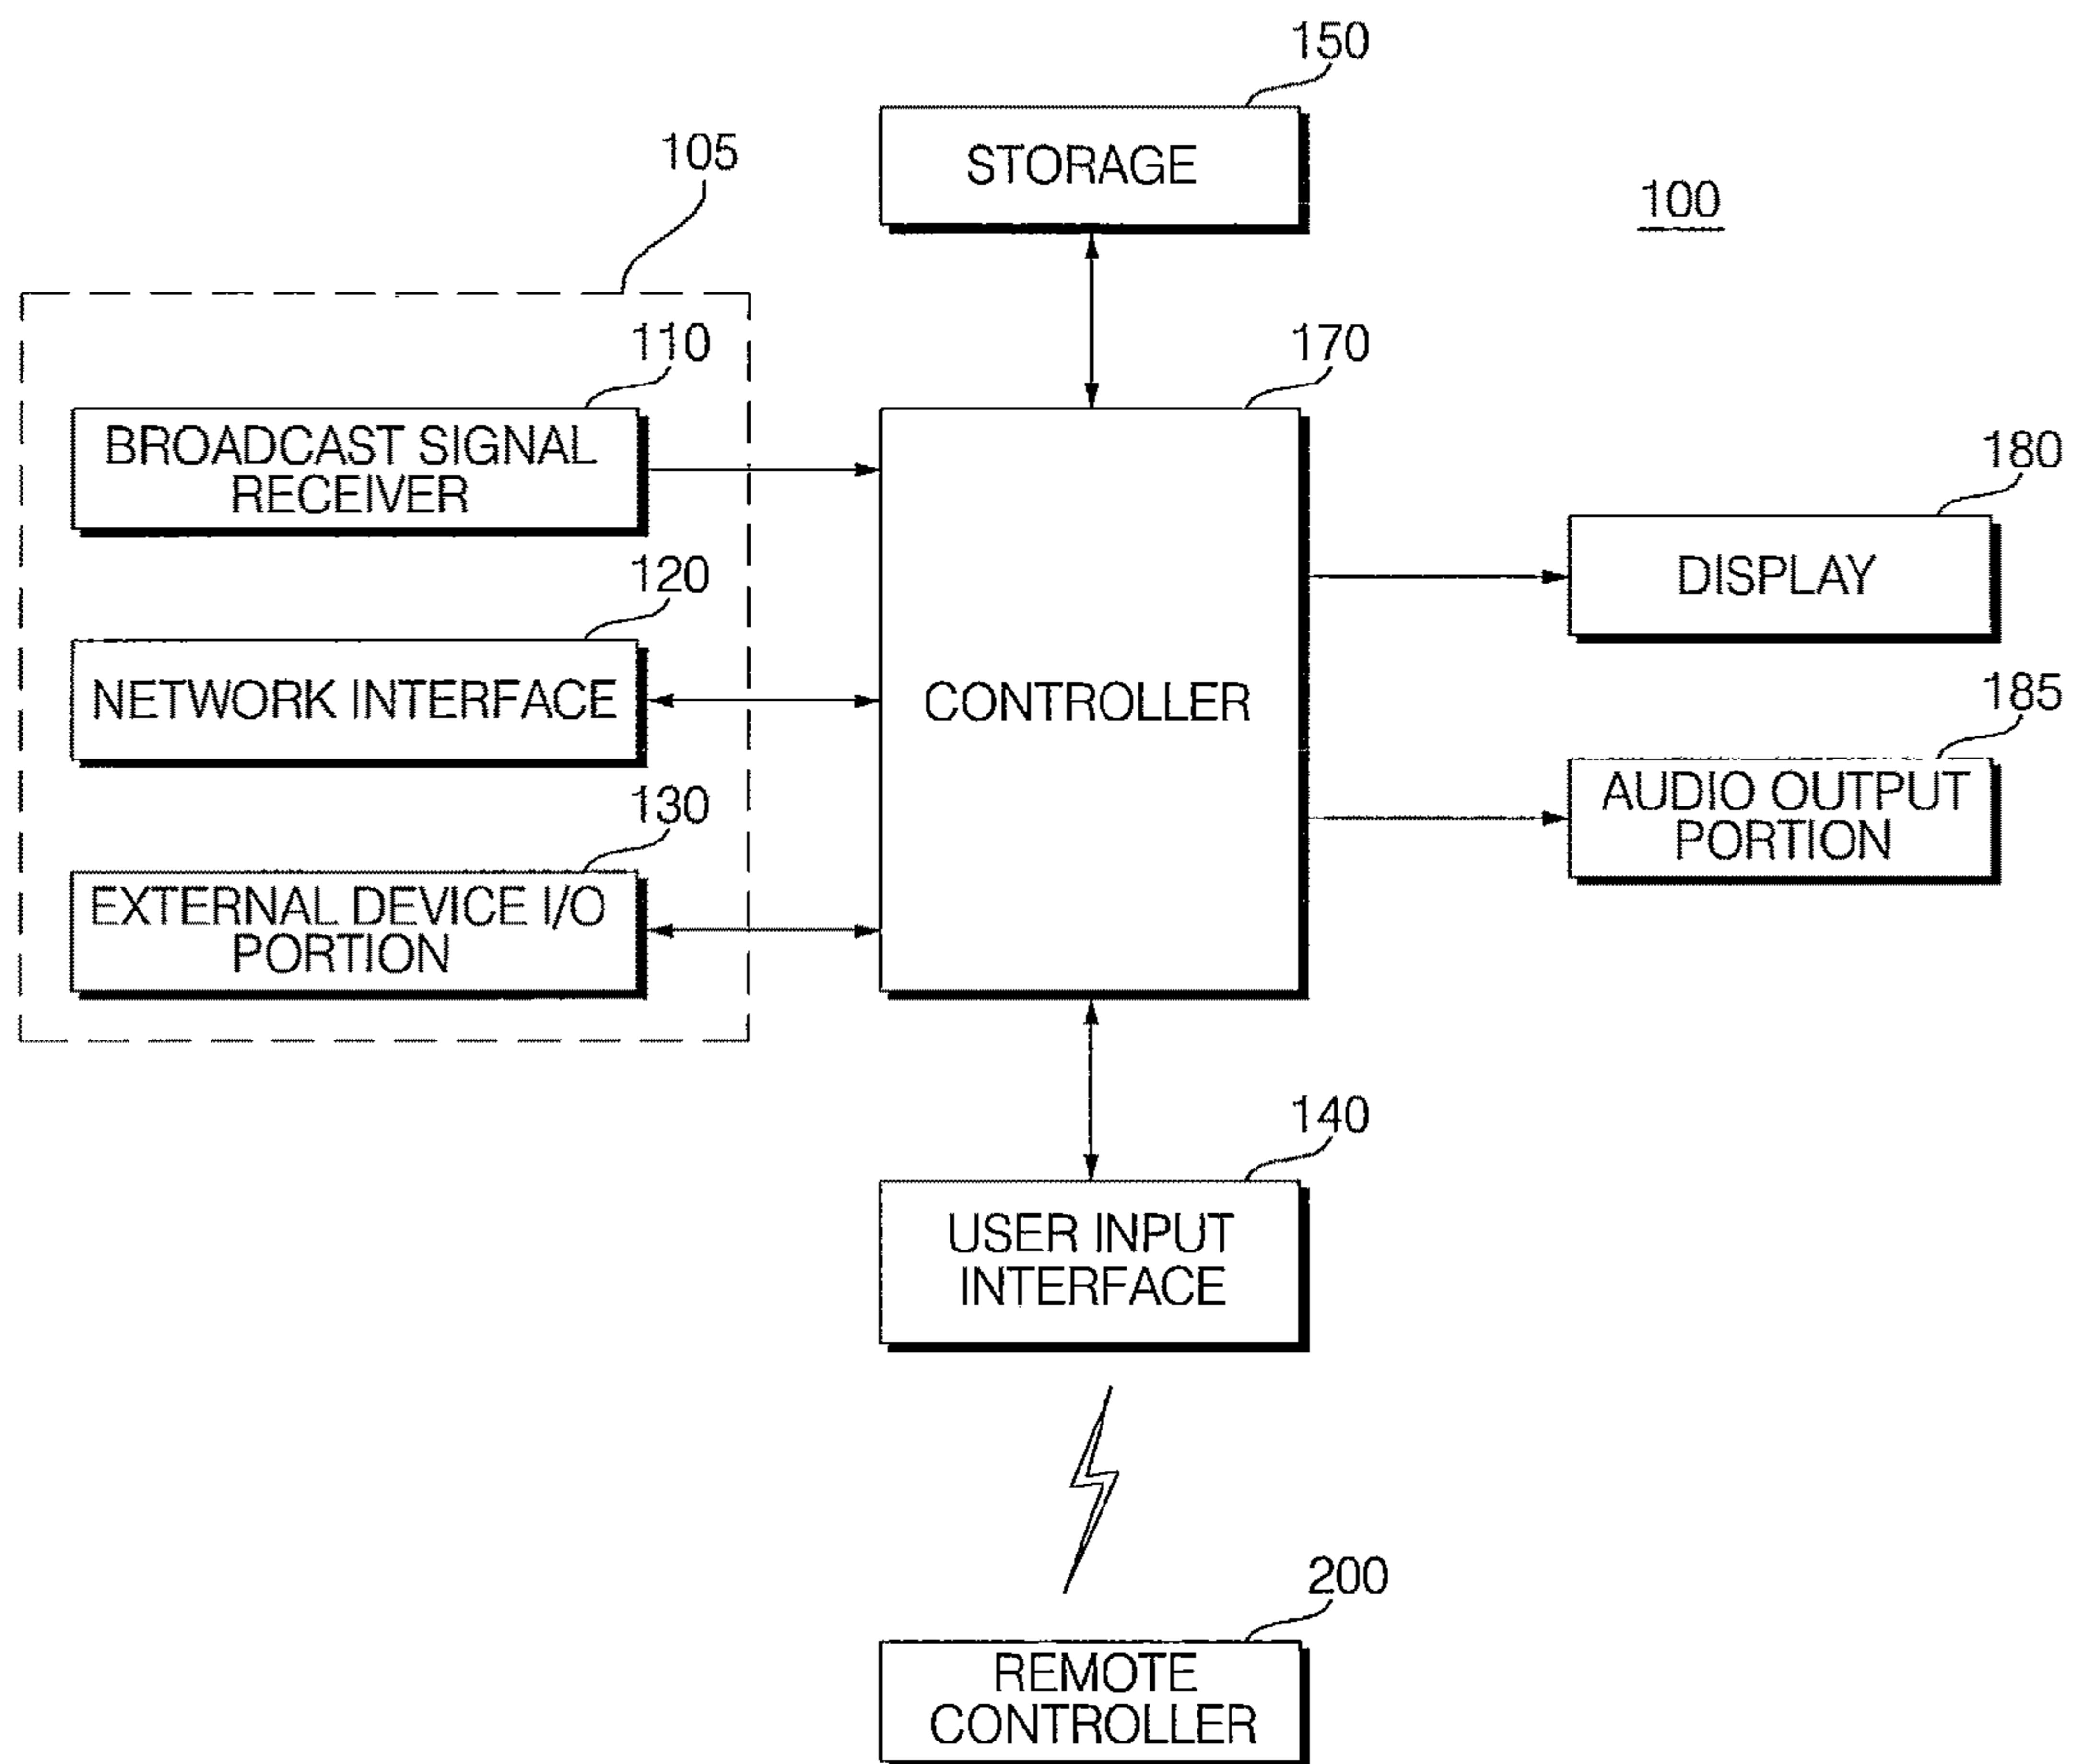 150
STORAGE
105
100
110
BROADCAST SIGNAL
RECEIVER
120
NETWORK INTERFACE
130
EXTERNAL DEVICE I/O
PORTION
170
CONTROLLER
180
DISPLAY
185
AUDIO OUTPUT
PORTION
140
USER INPUT
INTERFACE
200
REMOTE
CONTROLLER